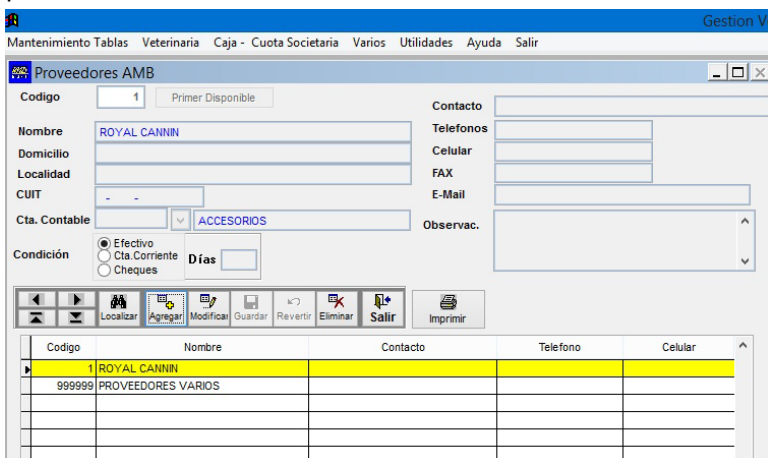 Gestion V
Mantenimiento Tablas Veterinaria Caja - Cuota Societaria Varios Utilidades Ayuda Salir
Proveedores AMB
Codigo 1 Primer Disponible
Contacto
Nombre ROYAL CANNIN
Telefonos
Domicilio
Celular
Localidad
FAX
CUIT - -
E-Mail
Cta. Contable ACCESORIOS
Observac.
Condición
Efectivo
Cta.Corriente
Cheques
Días
Localizar Agregar Modificar Guardar Revertir Eliminar Salir Imprimir
Codigo Nombre Contacto Telefono Celular
1 ROYAL CANNIN
999999 PROVEEDORES VARIOS